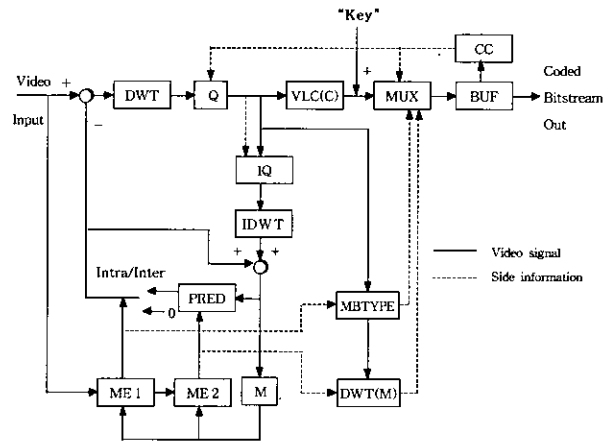 "Key"
CC
Video
+
Coded
DWT
Q
VLC(C)
+
MUX
BUF
Bitstream
Input
−
Out
IQ
IDWT
+
+
Video signal
Intra/Inter
Side information
PRED
0
MBTYPE
ME 1
ME 2
M
DWT(M)